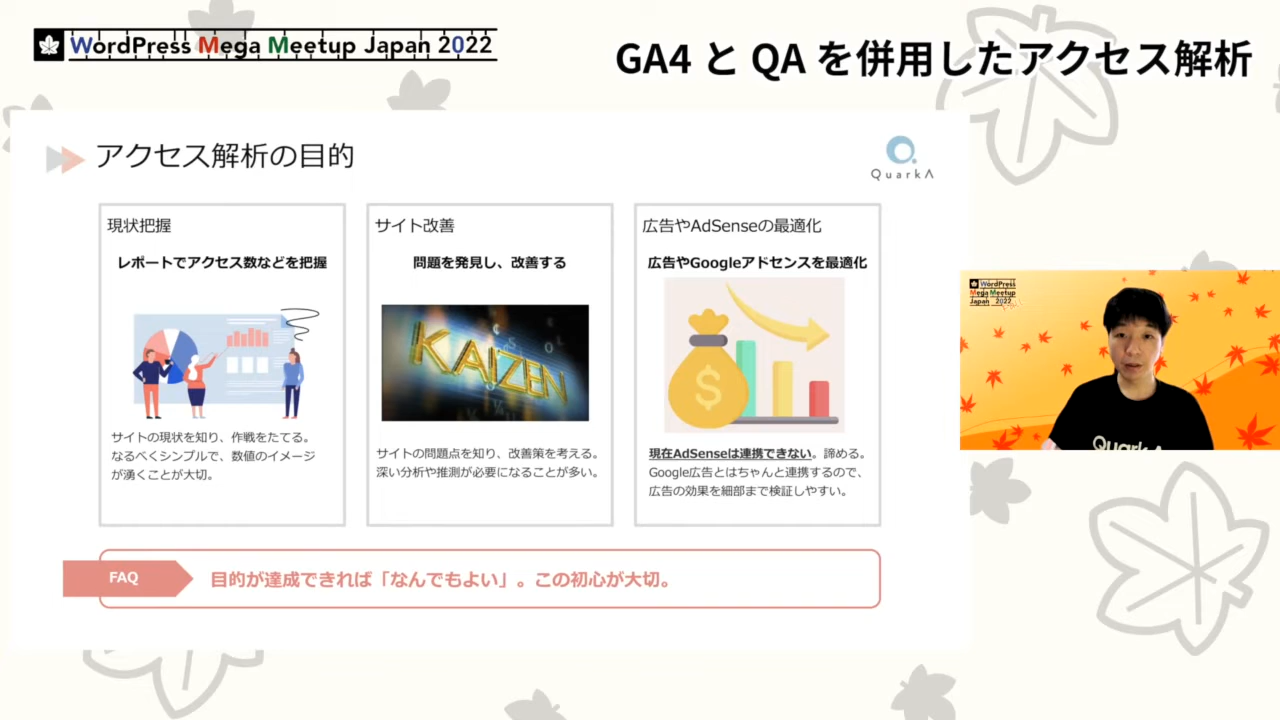 WordPress Mega Meetup Japan 2022
GA4 と QA を併用したアクセス解析
アクセス解析の目的
QuarkA
現状把握
レポートでアクセス数などを把握
サイトの現状を知り、作戦をたてる。
なるべくシンプルで、数値のイメージ
が湧くことが大切。
サイト改善
問題を発見し、改善する
KAIZEN
サイトの問題点を知り、改善策を考える。
深い分析や推測が必要になることが多い。
広告やAdSenseの最適化
広告やGoogleアドセンスを最適化
$
現在AdSenseは連携できない。諦める。
Google広告とはちゃんと連携するので、
広告の効果を細部まで検証しやすい。
FAQ
目的が達成できれば「なんでもよい」。この初心が大切。
WordPress
Mega Meetup
Japan 2022
QuarkA